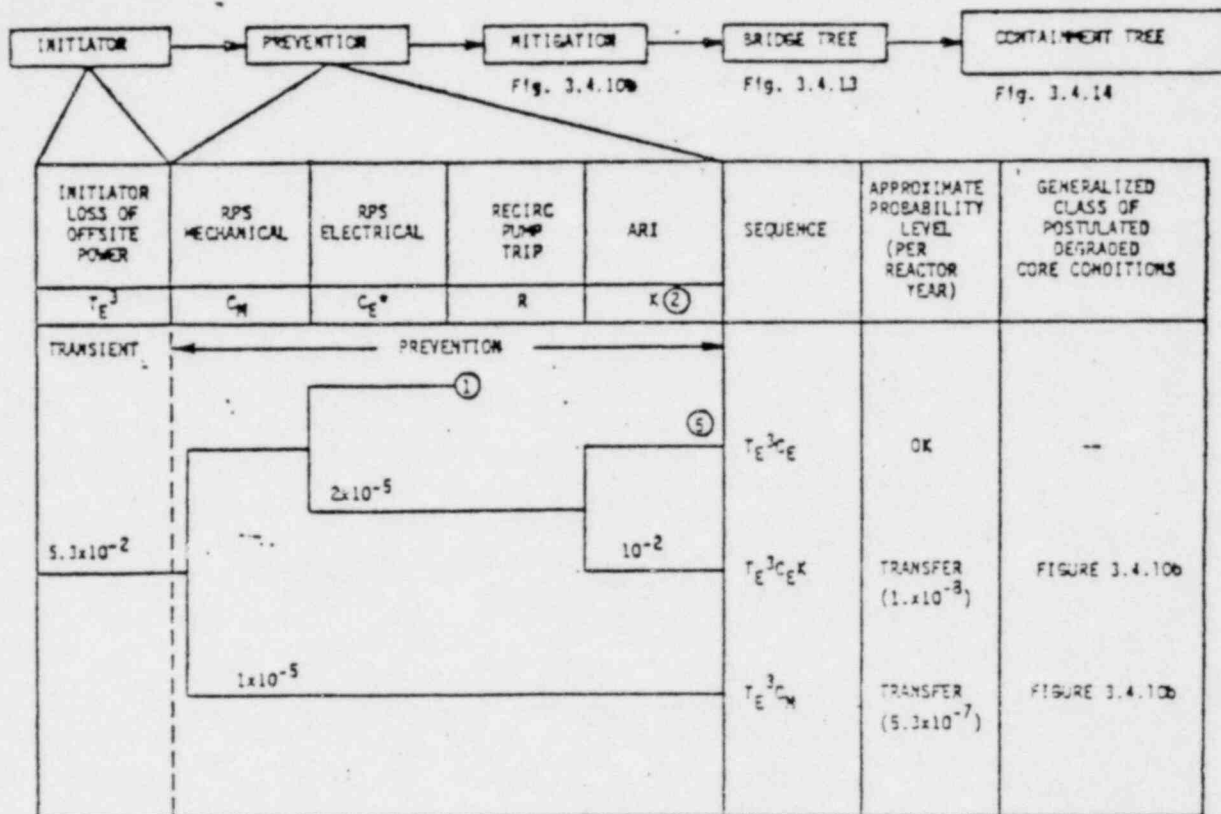 INITIATOR
PREVENTION
MITIGATION
BRIDGE TREE
CONTAINMENT TREE
Fig. 3.4.10b
Fig. 3.4.13
Fig. 3.4.14
INITIATOR
LOSS OF
OFFSITE
POWER
RPS
MECHANICAL
RPS
ELECTRICAL
RECIRC
PUMP
TRIP
ARI
SEQUENCE
APPROXIMATE
PROBABILITY
LEVEL
(PER
REACTOR
YEAR)
GENERALIZED
CLASS OF
POSTULATED
DEGRADED
CORE CONDITIONS
T_E^3
C_M
C_E*
R
K ②
TRANSIENT
PREVENTION
①
⑤
T_E^3C_E
OK
--
2x10^-5
5.3x10^-2
10^-2
T_E^3C_EK
TRANSFER
(1.x10^-8)
FIGURE 3.4.10b
1x10^-5
T_E^3C_M
TRANSFER
(5.3x10^-7)
FIGURE 3.4.10b